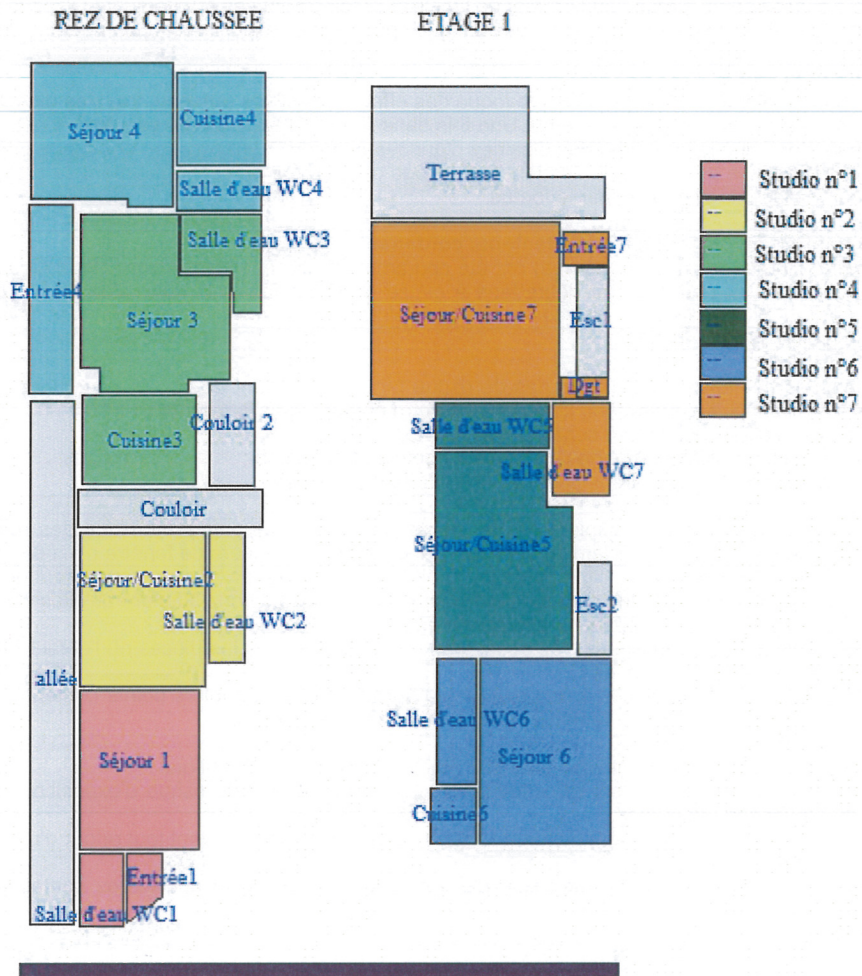 REZ DE CHAUSSEE
Séjour 4
Cuisine4
Salle d'eau WC4
Salle d'eau WC3
Entrée4
Séjour 3
Couloir 2
Cuisine3
Couloir
Séjour/Cuisine2
Salle d'eau WC2
allée
Séjour 1
Entrée1
Salle d'eau WC1
ETAGE 1
Terrasse
Entrée7
Séjour/Cuisine7
Esc1
Dgt
Salle d'eau WC5
Salle d'eau WC7
Séjour/Cuisine5
Esc2
Salle d'eau WC6
Séjour 6
Cuisine6
-- Studio n°1
-- Studio n°2
-- Studio n°3
-- Studio n°4
-- Studio n°5
-- Studio n°6
-- Studio n°7